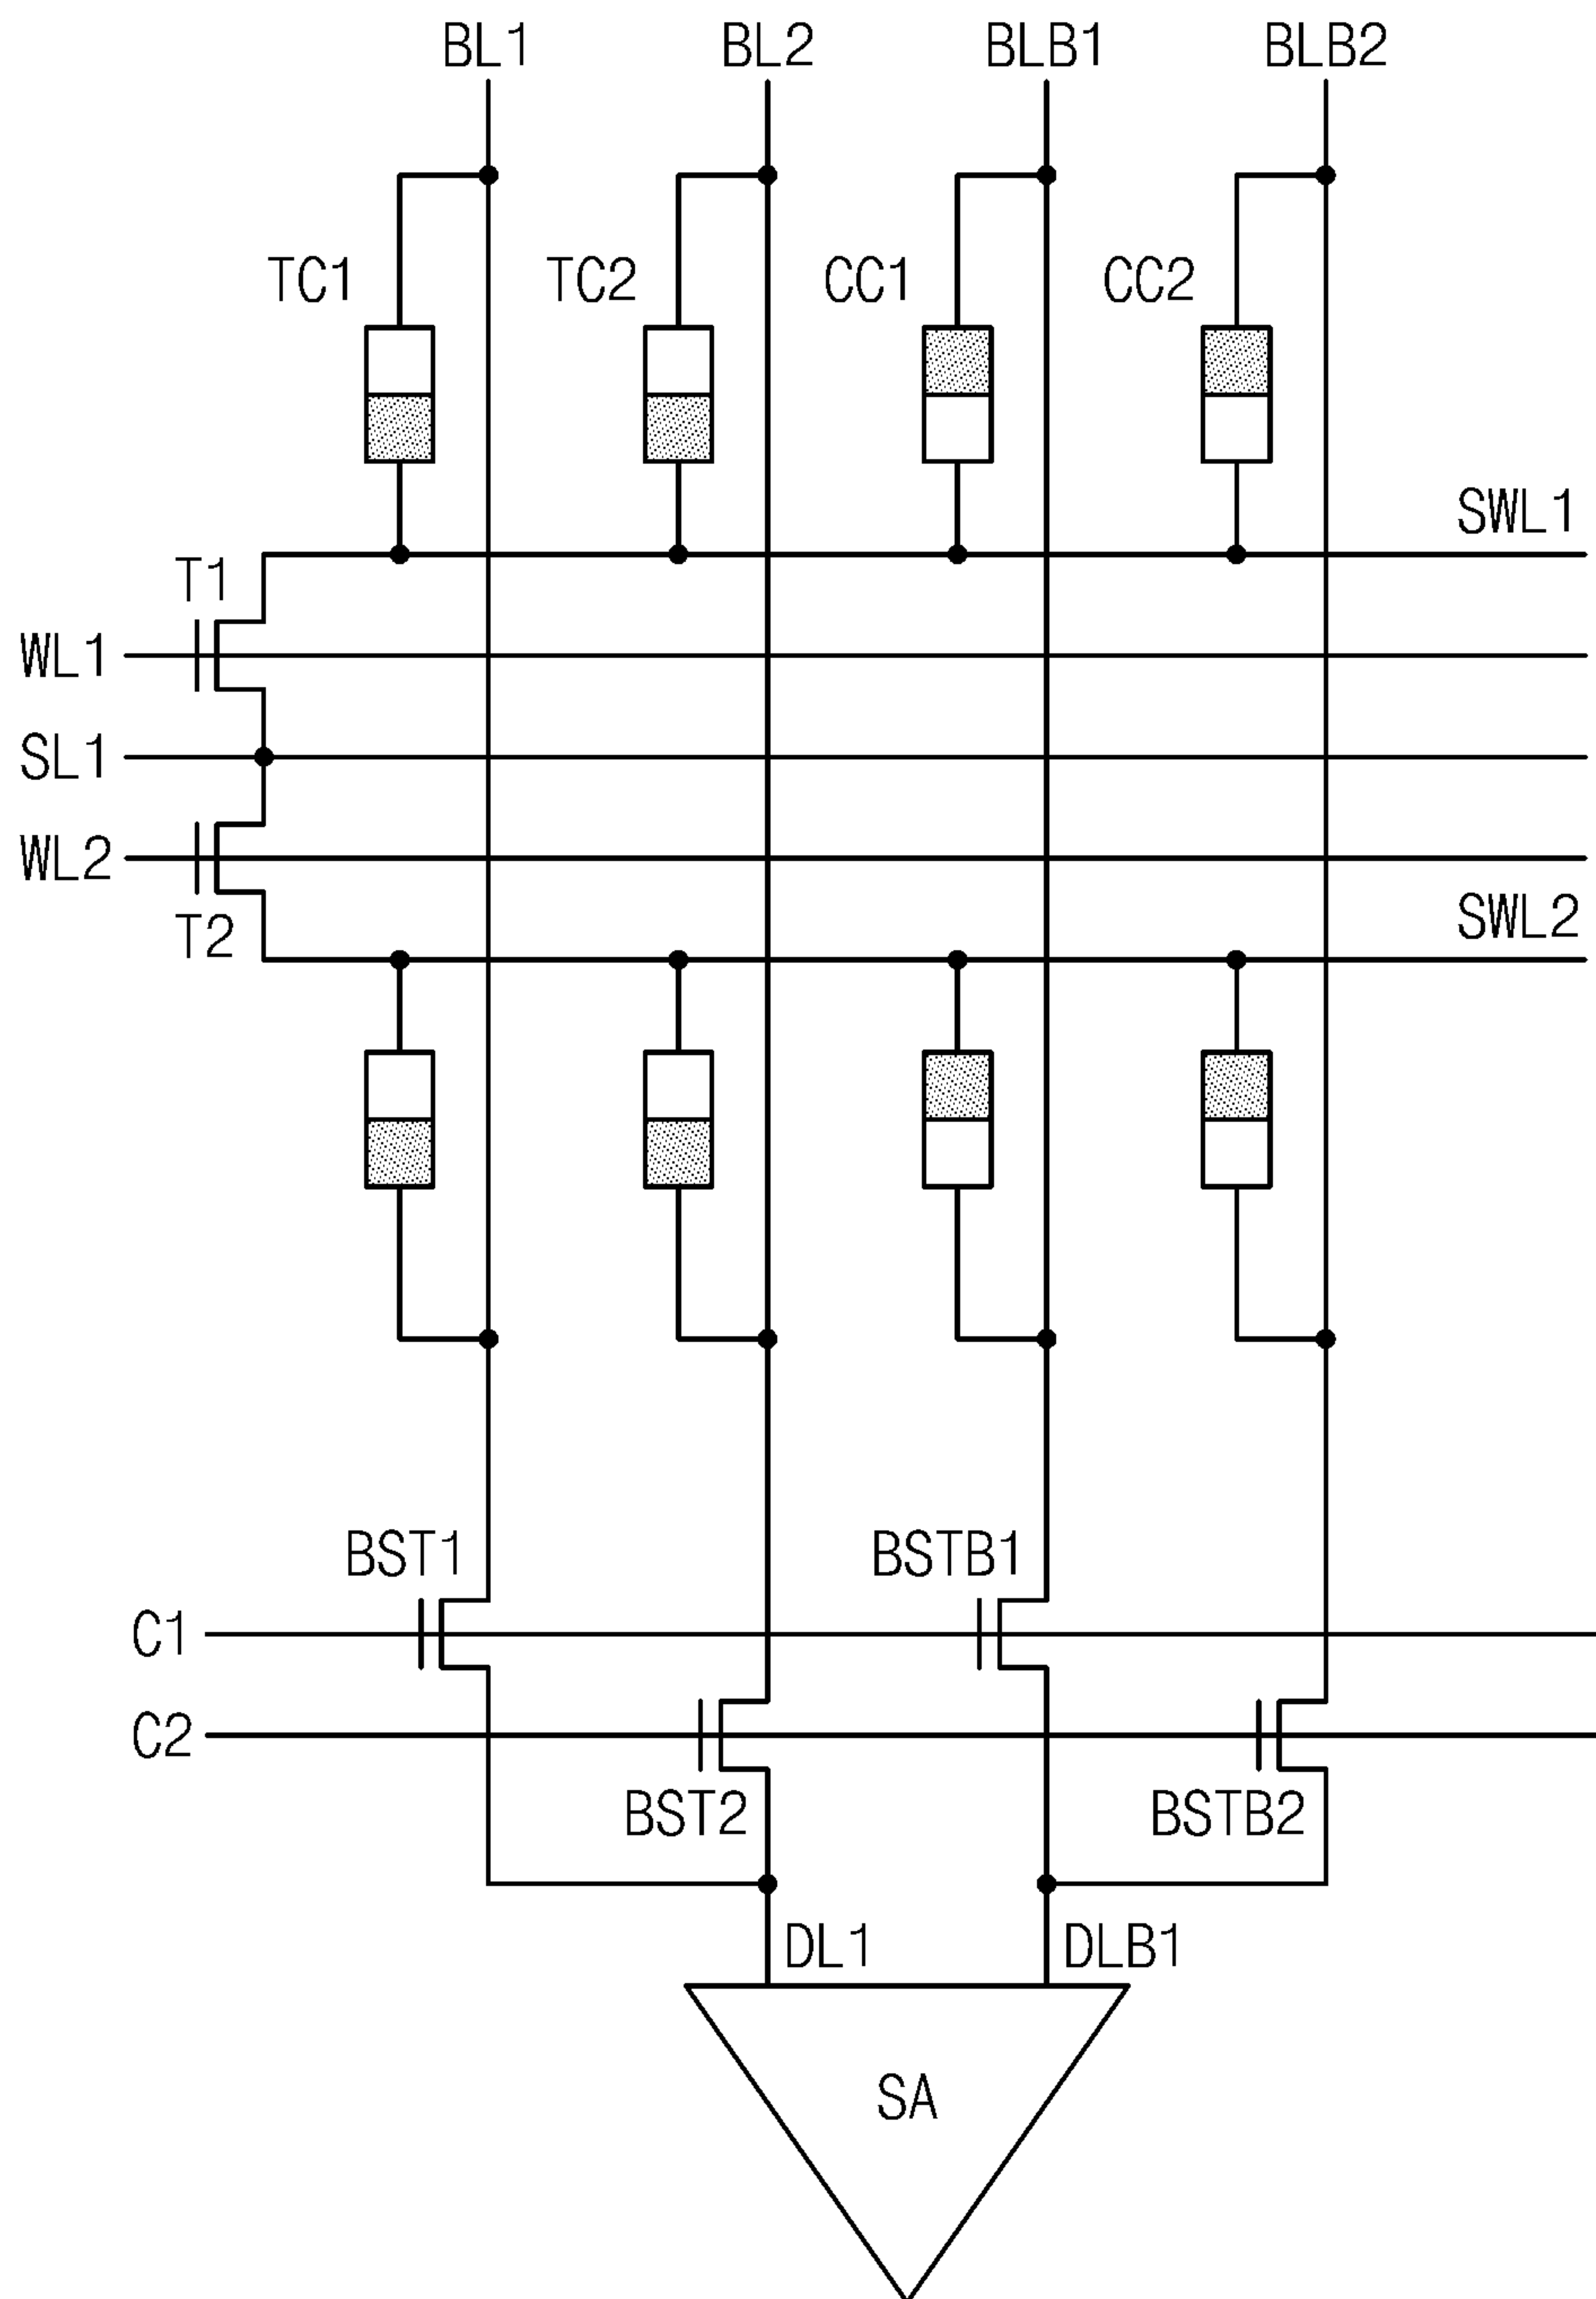 BL1 BL2 BLB1 BLB2
TC1 TC2 CC1 CC2
SWL1
T1
WL1
SL1
WL2
SWL2
T2
BST1 BSTB1
C1
C2
BST2 BSTB2
DL1 DLB1
SA